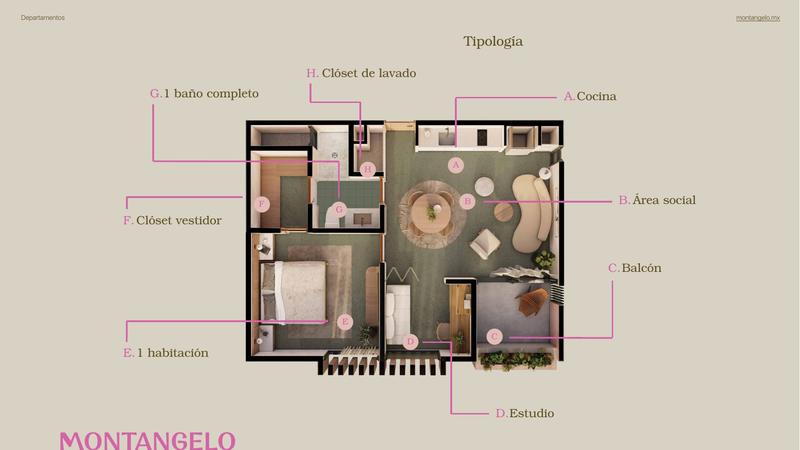 Departamentos
montangelo.mx
Tipología
H. Clóset de lavado
G. 1 baño completo
A. Cocina
A
H
B
B. Área social
F
G
F. Clóset vestidor
C. Balcón
E
C
D
E. 1 habitación
D. Estudio
MONTANGELO